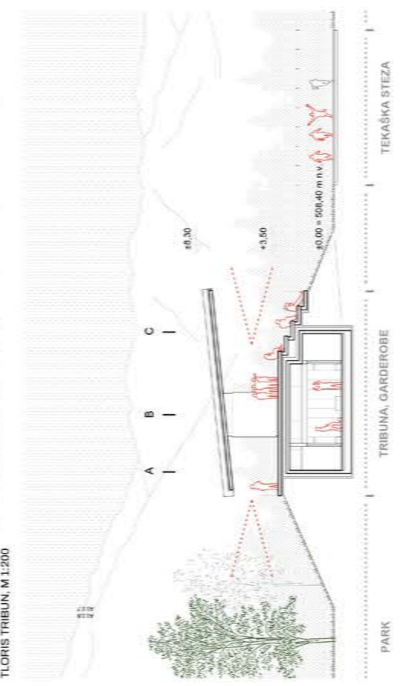 TLORIS TRIBUN, M 1:200
A
B
C
±8,30
+3,50
±0,00 = 508,40 m n.v.
PARK
TRIBUNA, GARDEROBE
TEKAŠKA STEZA